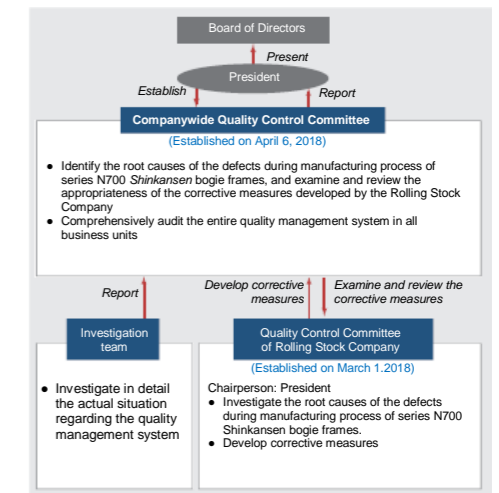 Board of Directors
Present
President
Establish
Report
Companywide Quality Control Committee
(Established on April 6, 2018)
● Identify the root causes of the defects during manufacturing process of
series N700 Shinkansen bogie frames, and examine and review the
appropriateness of the corrective measures developed by the Rolling Stock
Company
● Comprehensively audit the entire quality management system in all
business units
Report
Develop corrective
measures
Examine and review the
corrective measures
Investigation
team
● Investigate in detail
the actual situation
regarding the quality
management system
Quality Control Committee
of Rolling Stock Company
(Established on March 1.2018)
Chairperson: President
● Investigate the root causes of the defects
during manufacturing process of series N700
Shinkansen bogie frames.
● Develop corrective measures